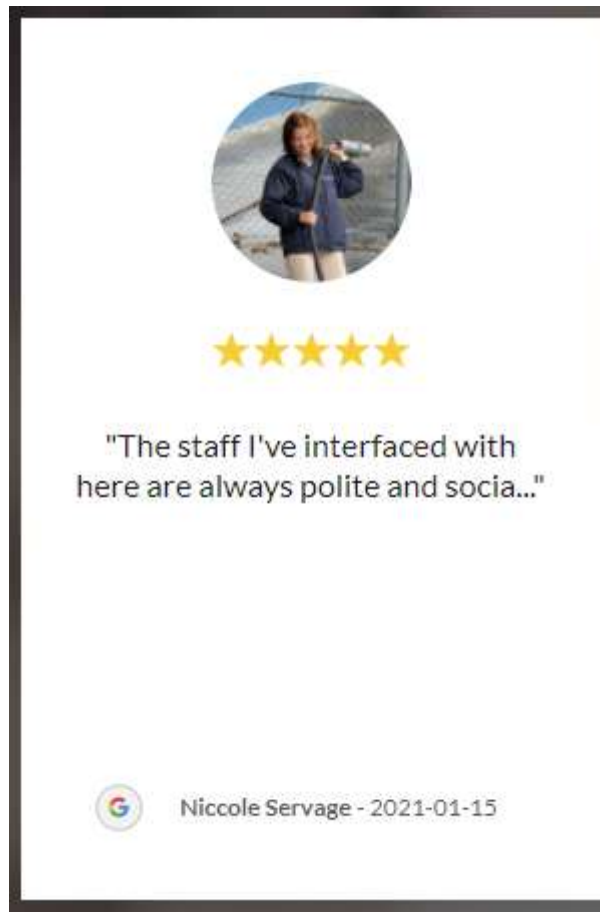 "The staff I've interfaced with
here are always polite and socia..."
G
Niccole Servage - 2021-01-15